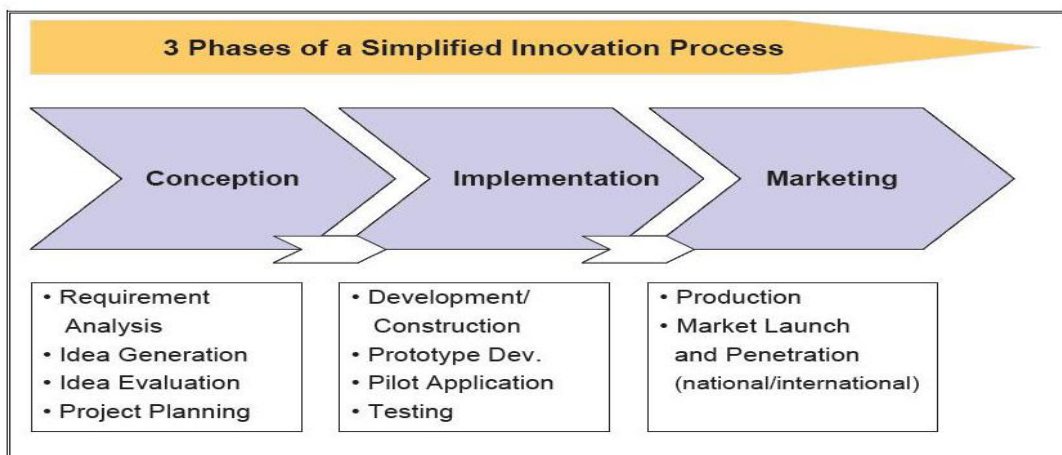 3 Phases of a Simplified Innovation Process
Conception
Implementation
Marketing
• Requirement
Analysis
• Idea Generation
• Idea Evaluation
• Project Planning
• Development/
Construction
• Prototype Dev.
• Pilot Application
• Testing
• Production
• Market Launch
and Penetration
(national/international)